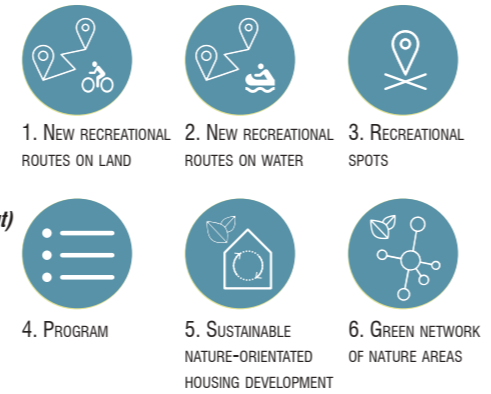 1. New recreational routes on land
2. New recreational routes on water
3. Recreational spots
t)
4. Program
5. Sustainable nature-orientated housing development
6. Green network of nature areas